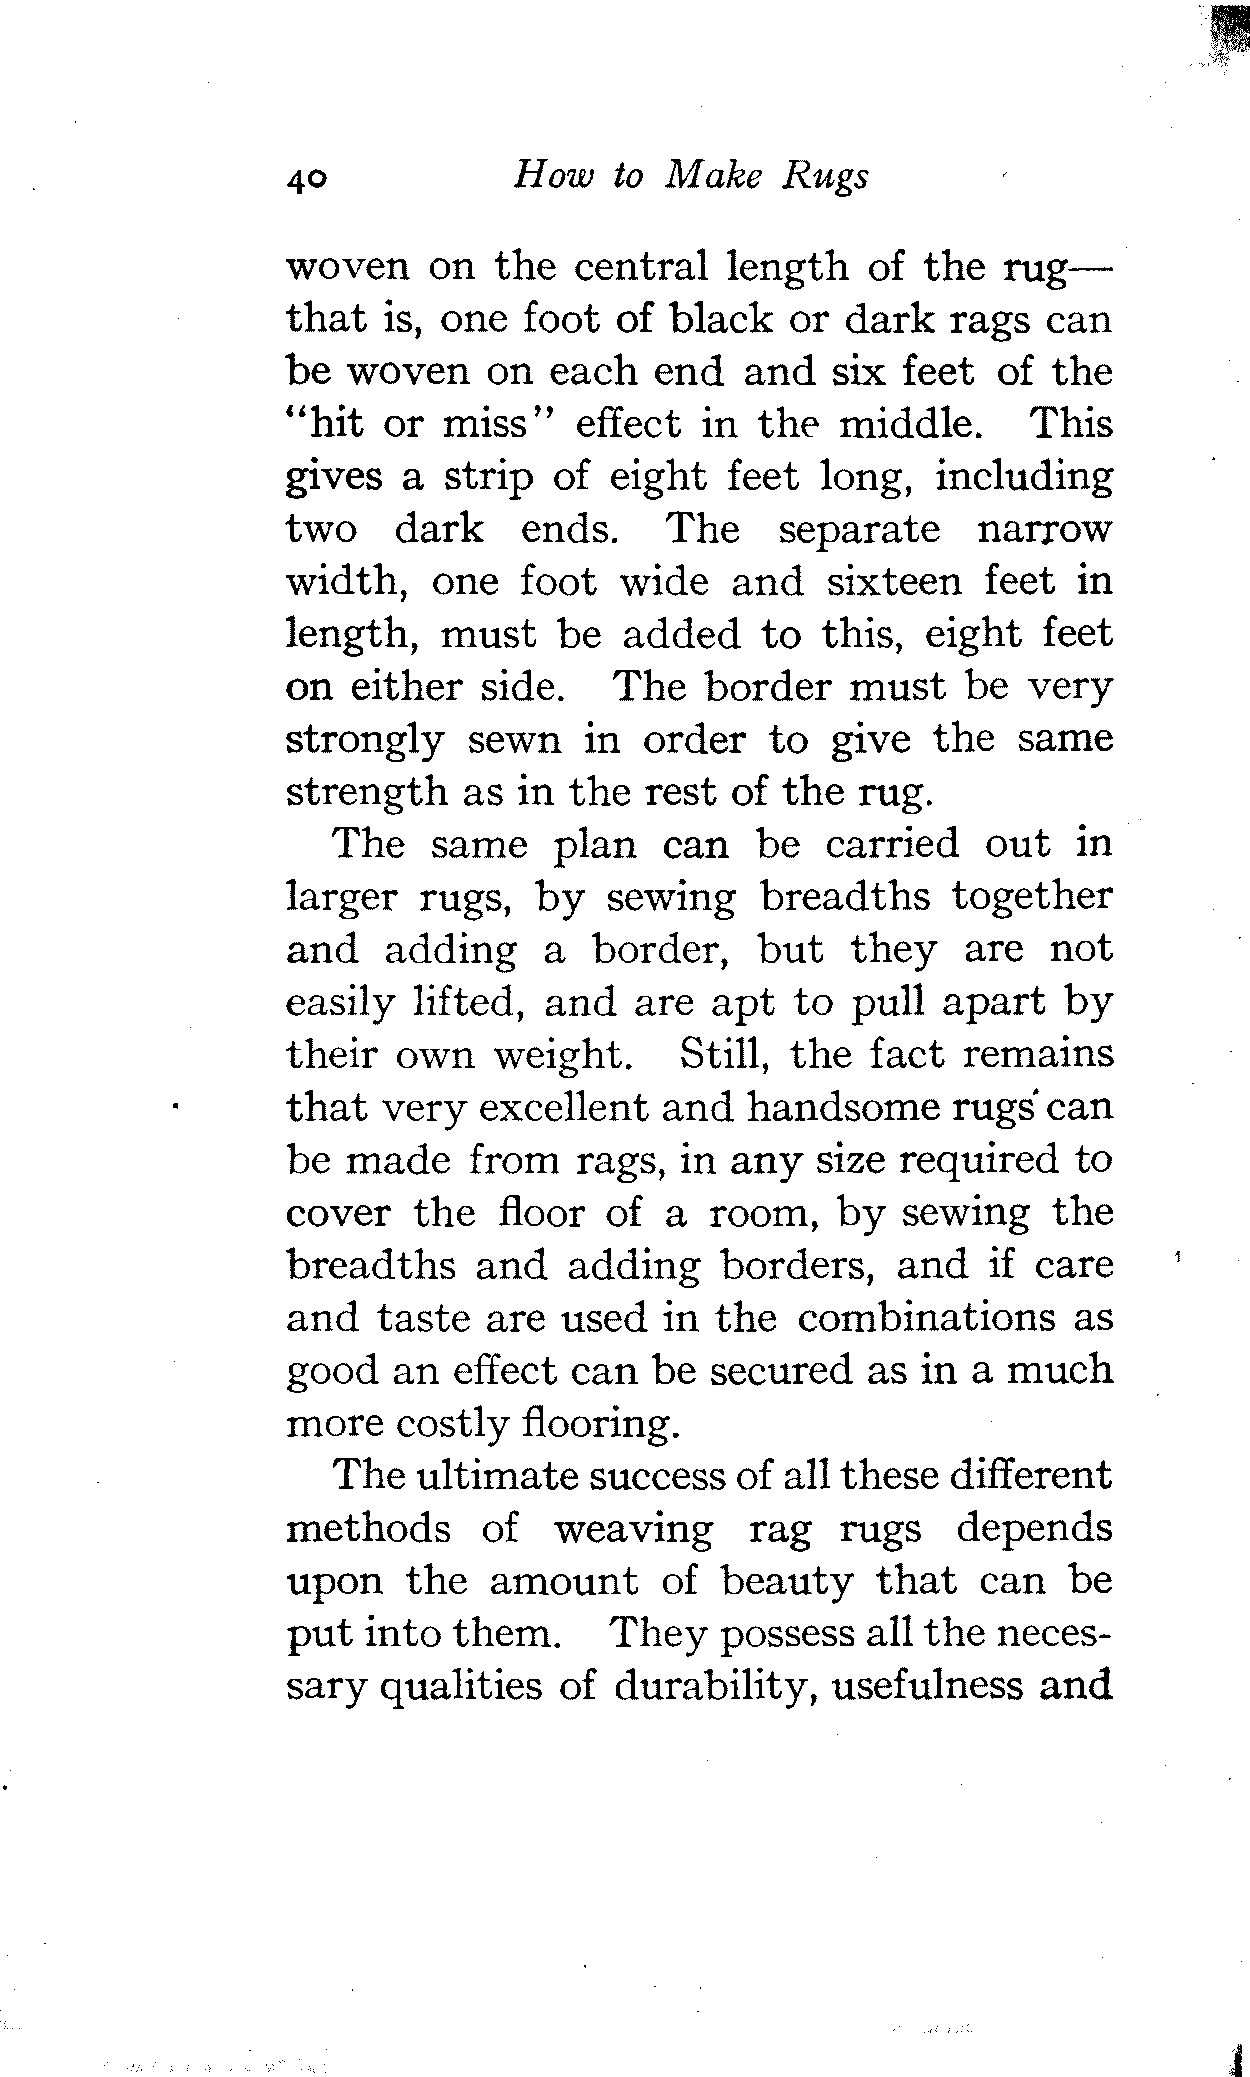 40 How to Make Rugs
woven on the central length of the rug—
that is, one foot of black or dark rags can
be woven on each end and six feet of the
“hit or miss” effect in the middle. This
gives a strip of eight feet long, including
two dark ends. The separate narrow
width, one foot wide and sixteen feet in
length, must be added to this, eight feet
on either side. The border must be very
strongly sewn in order to give the same
strength as in the rest of the rug.
The same plan can be carried out in
larger rugs, by sewing breadths together
and adding a border, but they are not
easily lifted, and are apt to pull apart by
their own weight. Still, the fact remains
that very excellent and handsome rugs can
be made from rags, in any size required to
cover the floor of a room, by sewing the
breadths and adding borders, and if care
and taste are used in the combinations as
good an effect can be secured as in a much
more costly flooring.
The ultimate success of all these different
methods of weaving rag rugs depends
upon the amount of beauty that can be
put into them. They possess all the neces-
sary qualities of durability, usefulness and